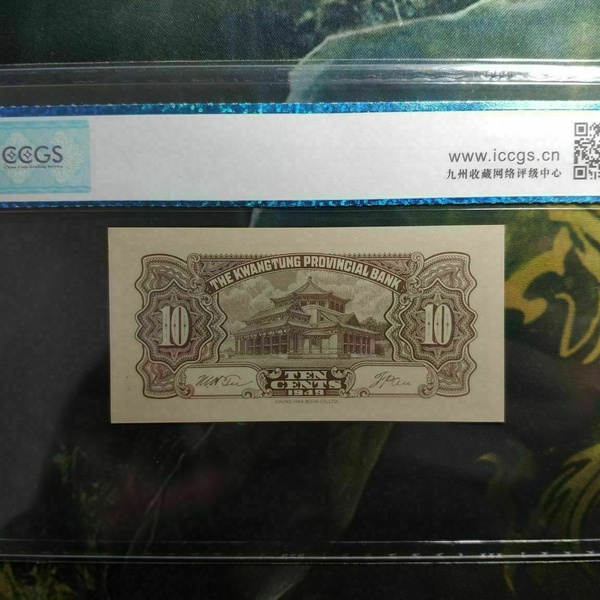 CCGS
www.iccgs.cn
九州收藏网络评级中心
THE KWANGTUNG PROVINCIAL BANK
10
10
TEN
CENTS
1949